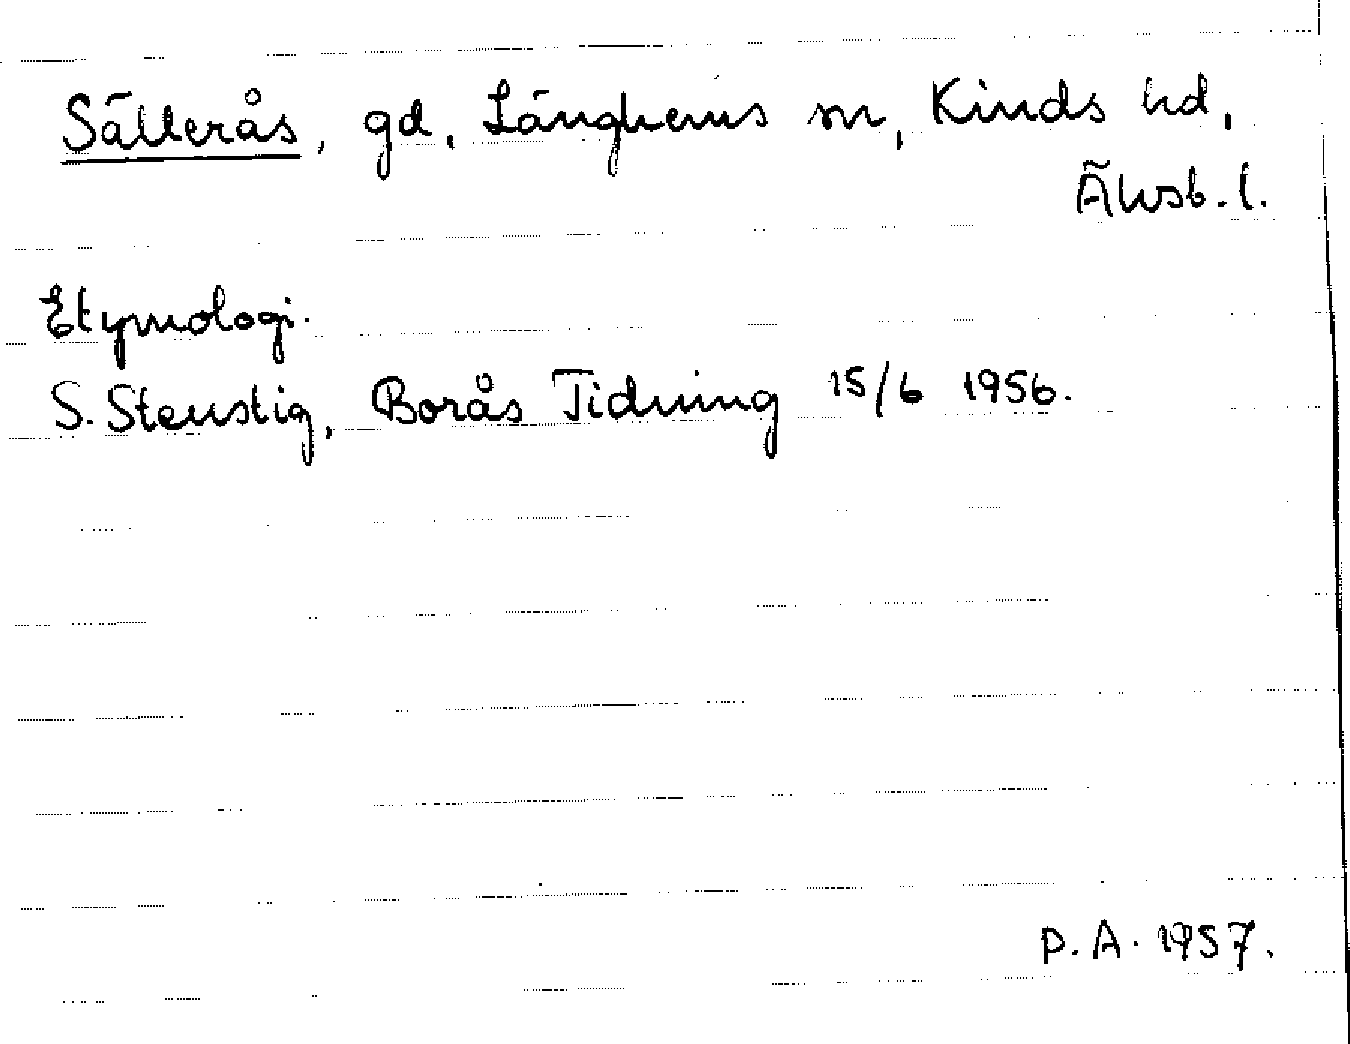 Sätterås, gd, Länghems sn, Kinds hd,
Älvsb. l.
Etymologi.
S. Stenstig, Borås Tidning 15/6 1956.
P.A. 1957.